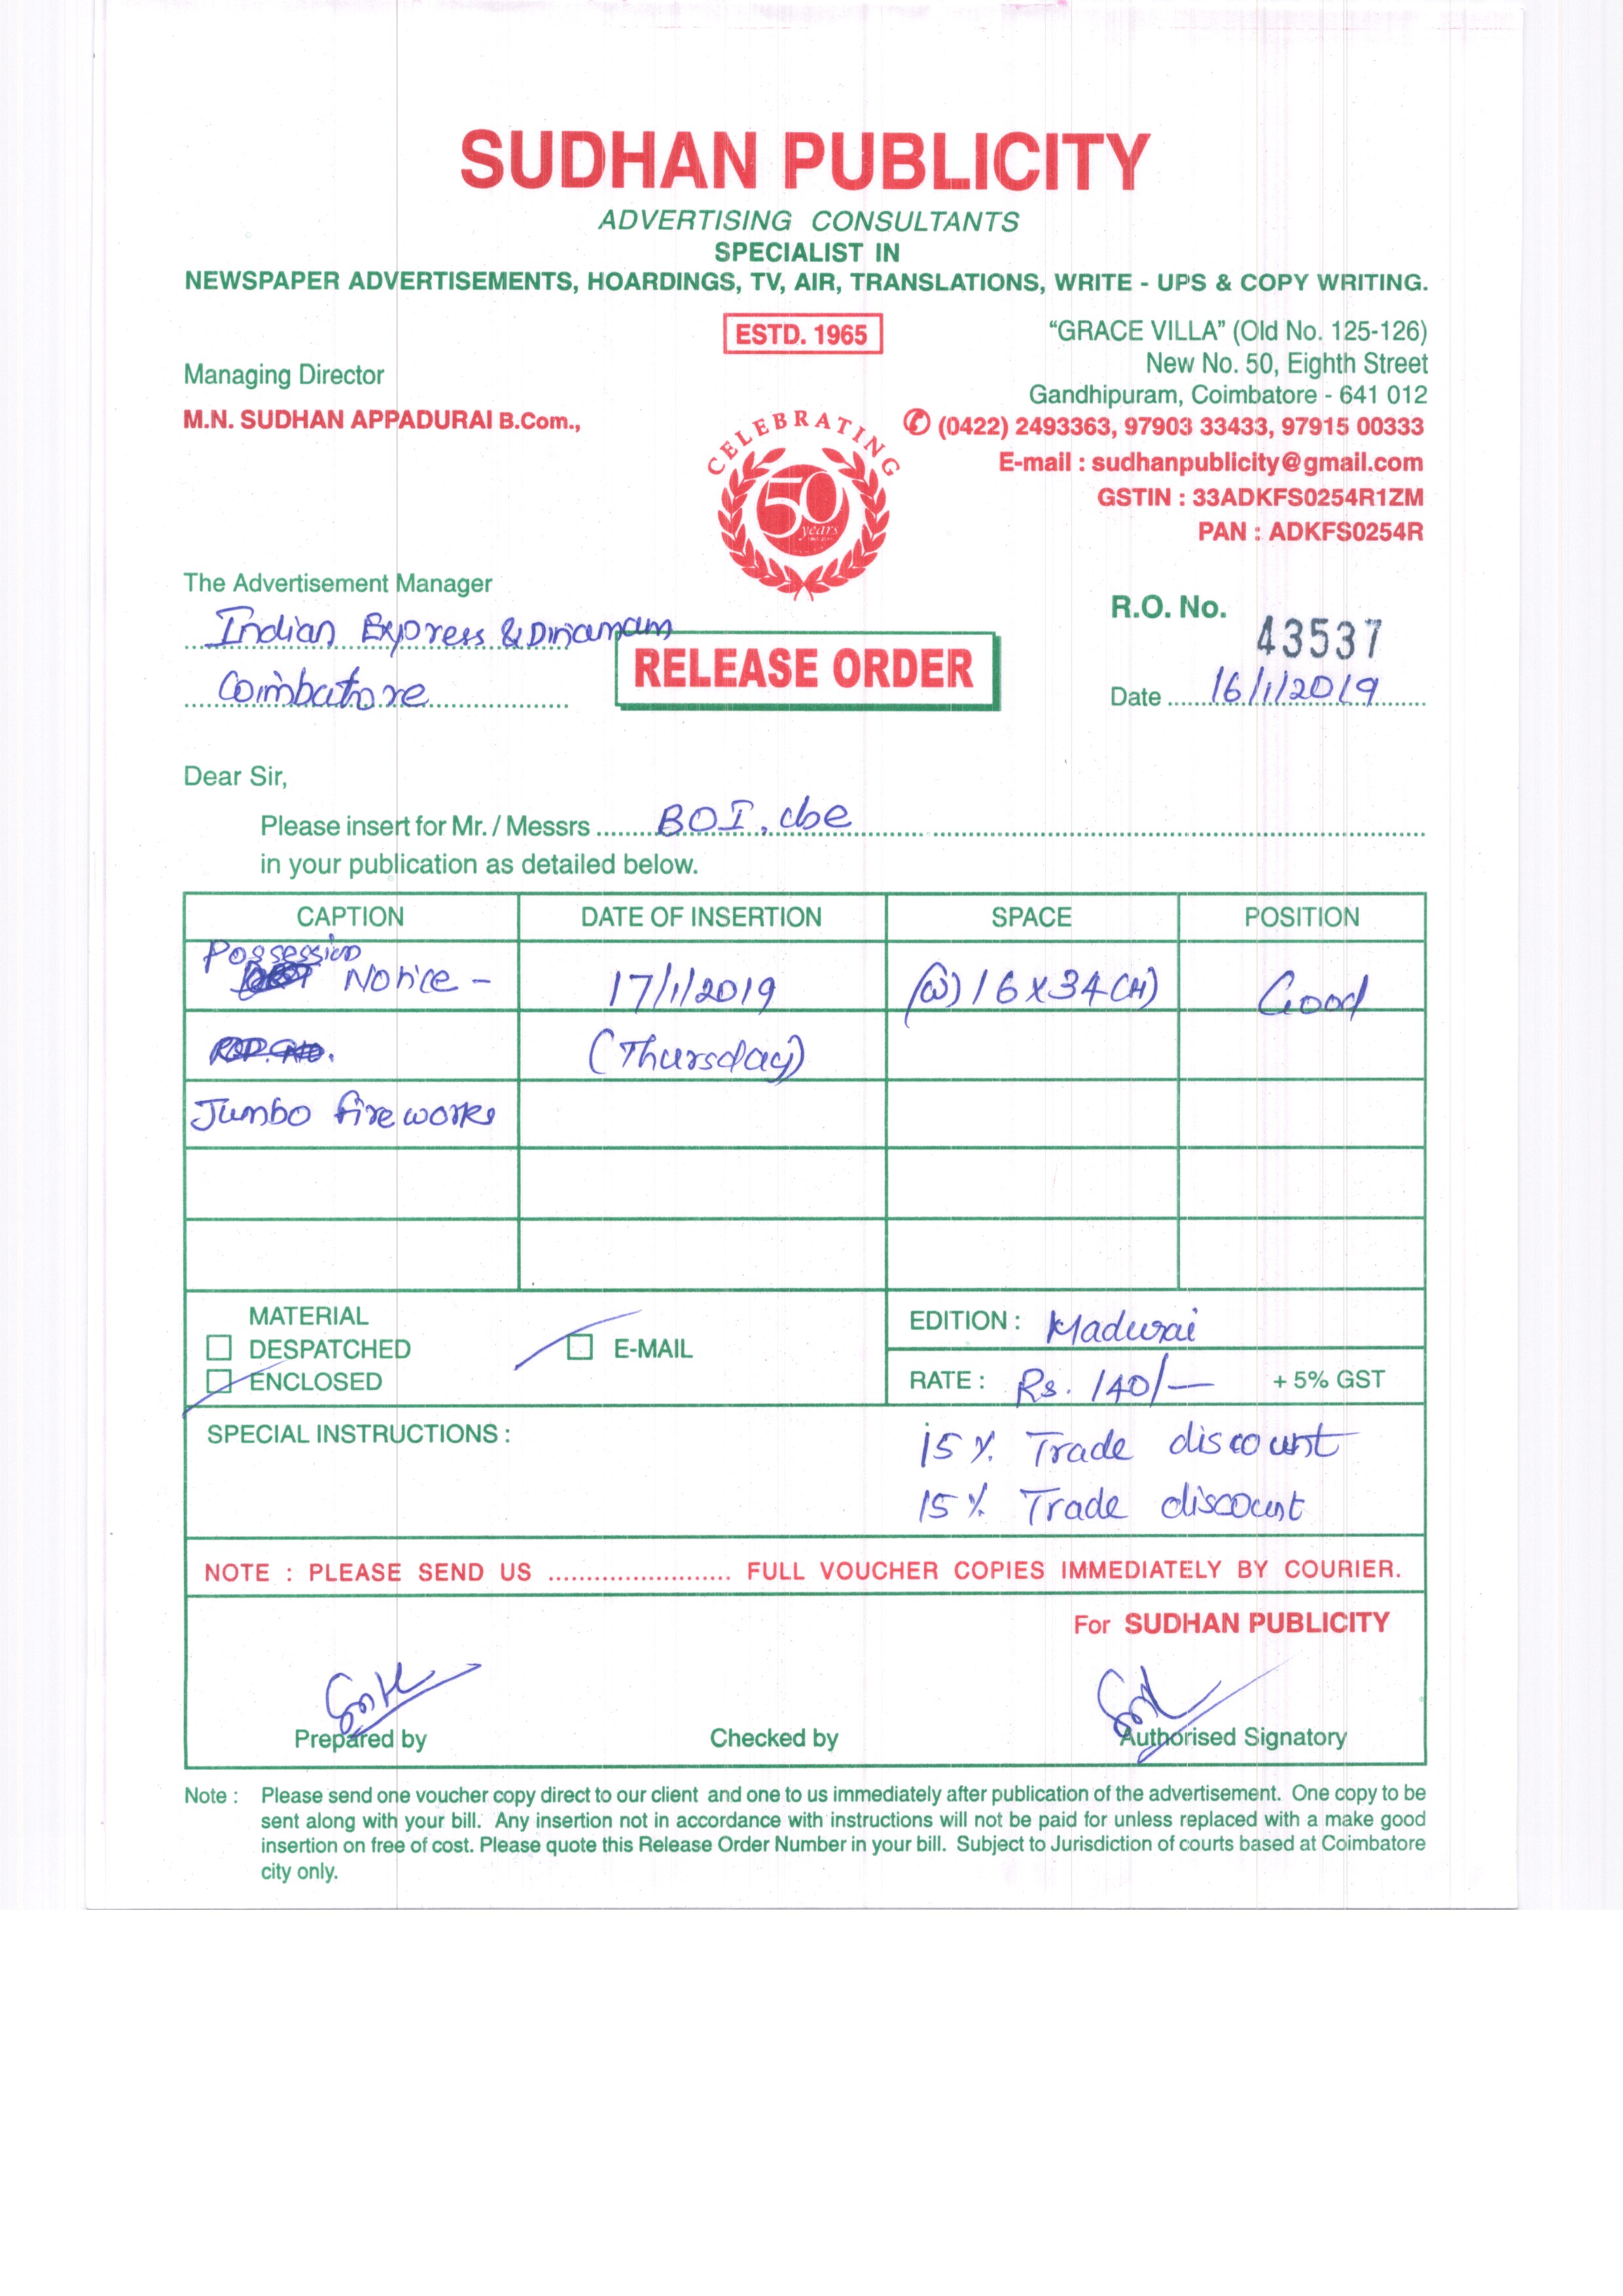 SUDHAN PUBLICITY
ADVERTISING CONSULTANTS
SPECIALIST IN
NEWSPAPER ADVERTISEMENTS, HOARDINGS, TV, AIR, TRANSLATIONS, WRITE - UPS & COPY WRITING.
ESTD. 1965
"GRACE VILLA" (Old No. 125-126)
New No. 50, Eighth Street
Gandhipuram, Coimbatore - 641 012
Managing Director
M.N. SUDHAN APPADURAI B.Com.,
✆ (0422) 2493363, 97903 33433, 97915 00333
E-mail : sudhanpublicity@gmail.com
GSTIN : 33ADKFS0254R1ZM
PAN : ADKFS0254R
CELEBRATING
50
years
The Advertisement Manager
Indian Express & Dinamam
Coimbatore
RELEASE ORDER
R.O. No. 43537
Date 16/1/2019
Dear Sir,
Please insert for Mr. / Messrs BOI, cbe
in your publication as detailed below.
CAPTION DATE OF INSERTION SPACE POSITION
Possession
Notice - 17/1/2019 (W) 16 x 34 (H) Good
(Thursday)
Jumbo fireworks
MATERIAL
DESPATCHED
ENCLOSED
E-MAIL
EDITION : Madurai
RATE : Rs. 140/- + 5% GST
SPECIAL INSTRUCTIONS :
15 % Trade discount
15 % Trade discount
NOTE : PLEASE SEND US ........................ FULL VOUCHER COPIES IMMEDIATELY BY COURIER.
For SUDHAN PUBLICITY
Prepared by Checked by Authorised Signatory
Note : Please send one voucher copy direct to our client and one to us immediately after publication of the advertisement. One copy to be
sent along with your bill. Any insertion not in accordance with instructions will not be paid for unless replaced with a make good
insertion on free of cost. Please quote this Release Order Number in your bill. Subject to Jurisdiction of courts based at Coimbatore
city only.